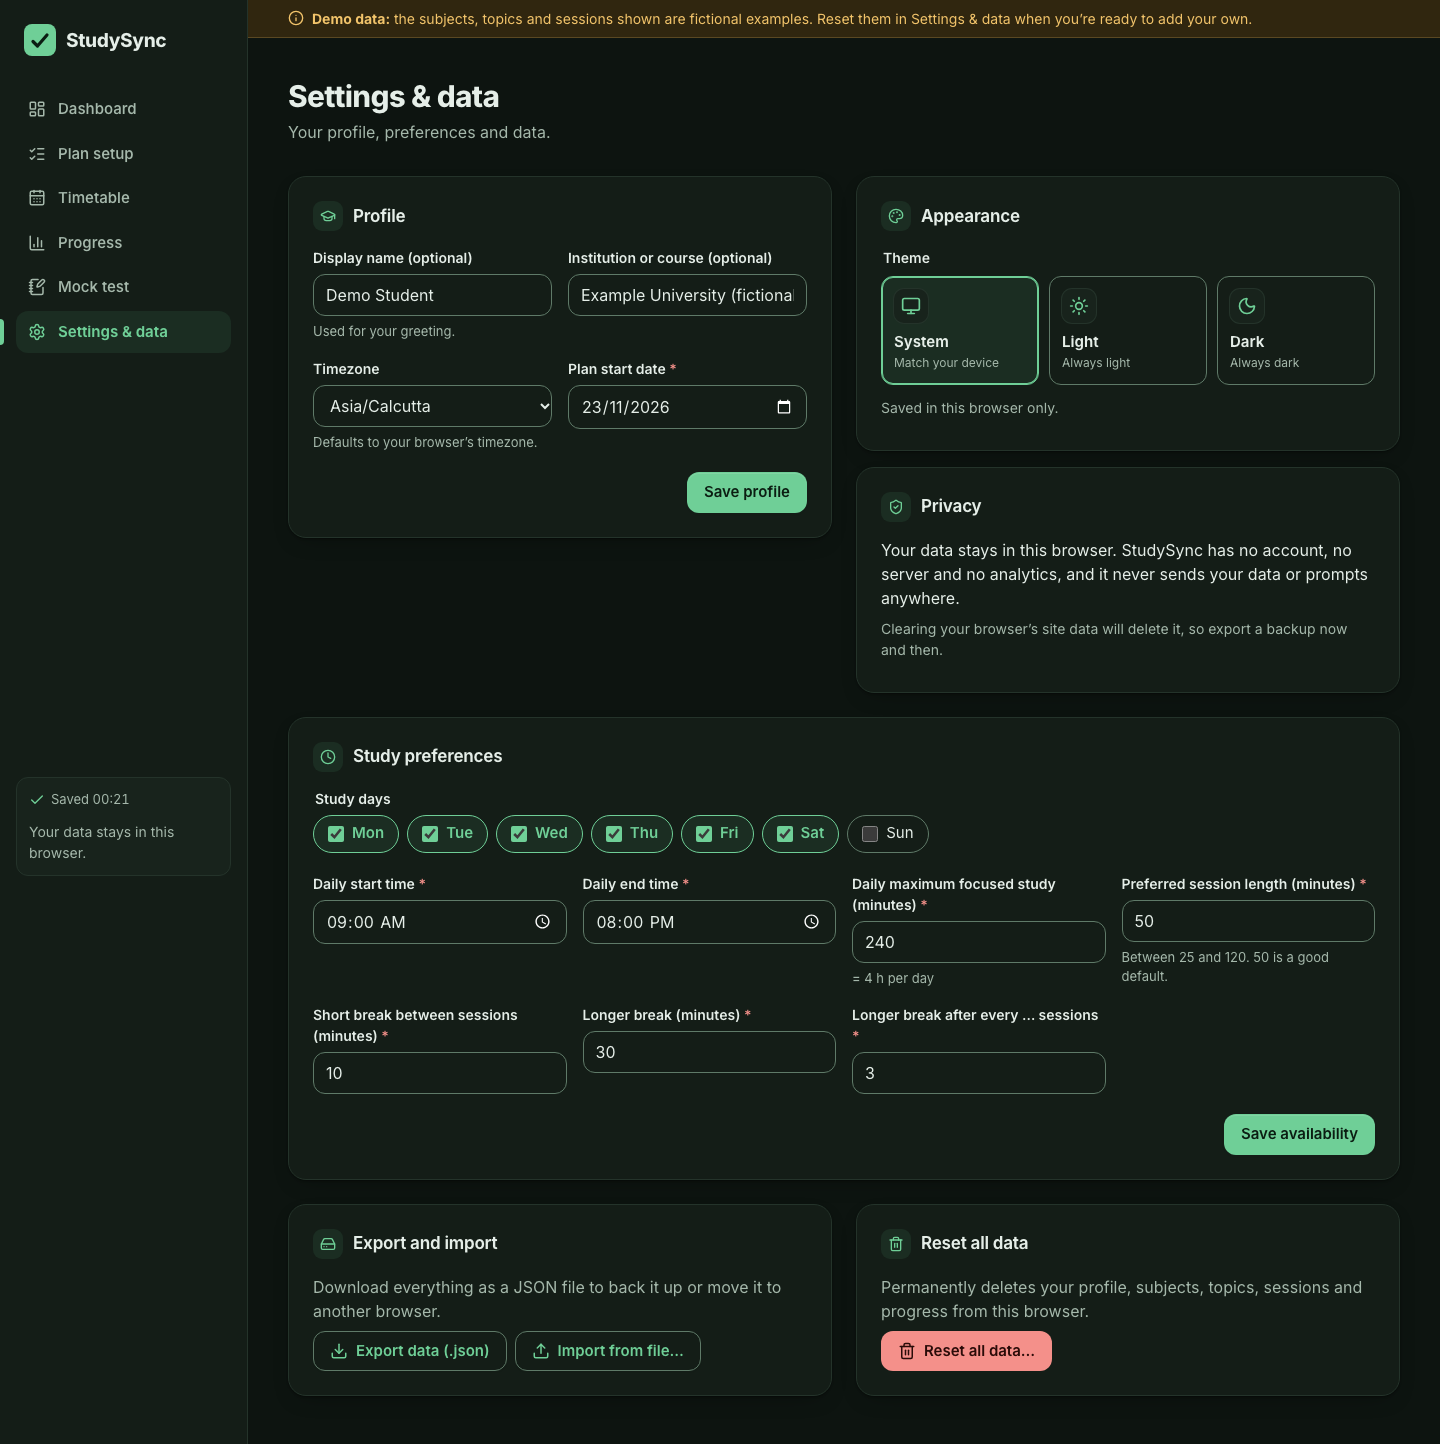 StudySync
Dashboard
Plan setup
Timetable
Progress
Mock test
Settings & data
Saved 00:21
Your data stays in this
browser.
Demo data: the subjects, topics and sessions shown are fictional examples. Reset them in Settings & data when you’re ready to add your own.
Settings & data
Your profile, preferences and data.
Profile
Display name (optional)
Institution or course (optional)
Demo Student
Example University (fictional
Used for your greeting.
Timezone
Plan start date *
Asia/Calcutta
23/11/2026
Defaults to your browser’s timezone.
Save profile
Appearance
Theme
System
Match your device
Light
Always light
Dark
Always dark
Saved in this browser only.
Privacy
Your data stays in this browser. StudySync has no account, no
server and no analytics, and it never sends your data or prompts
anywhere.
Clearing your browser’s site data will delete it, so export a backup now
and then.
Study preferences
Study days
Mon
Tue
Wed
Thu
Fri
Sat
Sun
Daily start time *
09:00 AM
Daily end time *
08:00 PM
Daily maximum focused study
(minutes) *
240
= 4 h per day
Preferred session length (minutes) *
50
Between 25 and 120. 50 is a good
default.
Short break between sessions
(minutes) *
10
Longer break (minutes) *
30
Longer break after every … sessions
*
3
Save availability
Export and import
Download everything as a JSON file to back it up or move it to
another browser.
Export data (.json)
Import from file…
Reset all data
Permanently deletes your profile, subjects, topics, sessions and
progress from this browser.
Reset all data…